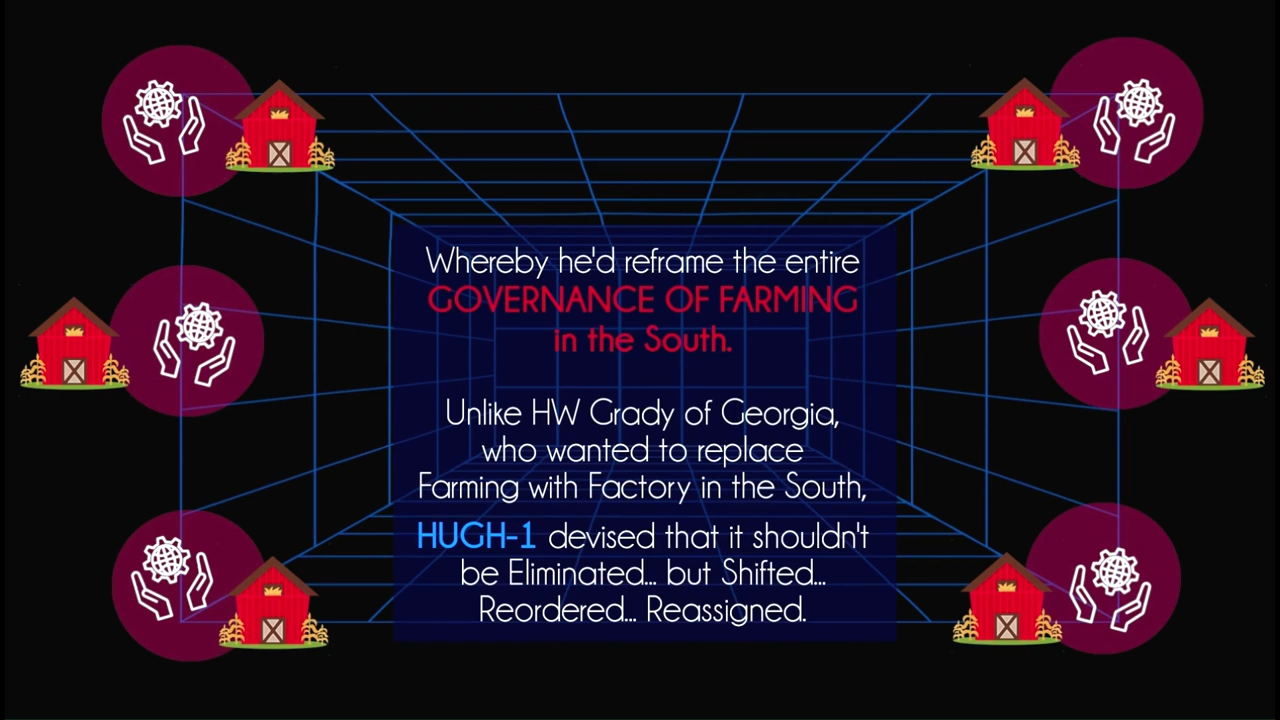 Whereby he'd reframe the entire
GOVERNANCE OF FARMING
in the South.
Unlike HW Grady of Georgia,
who wanted to replace
Farming with Factory in the South,
HUGH-1 devised that it shouldn't
be Eliminated... but Shifted...
Reordered... Reassigned.